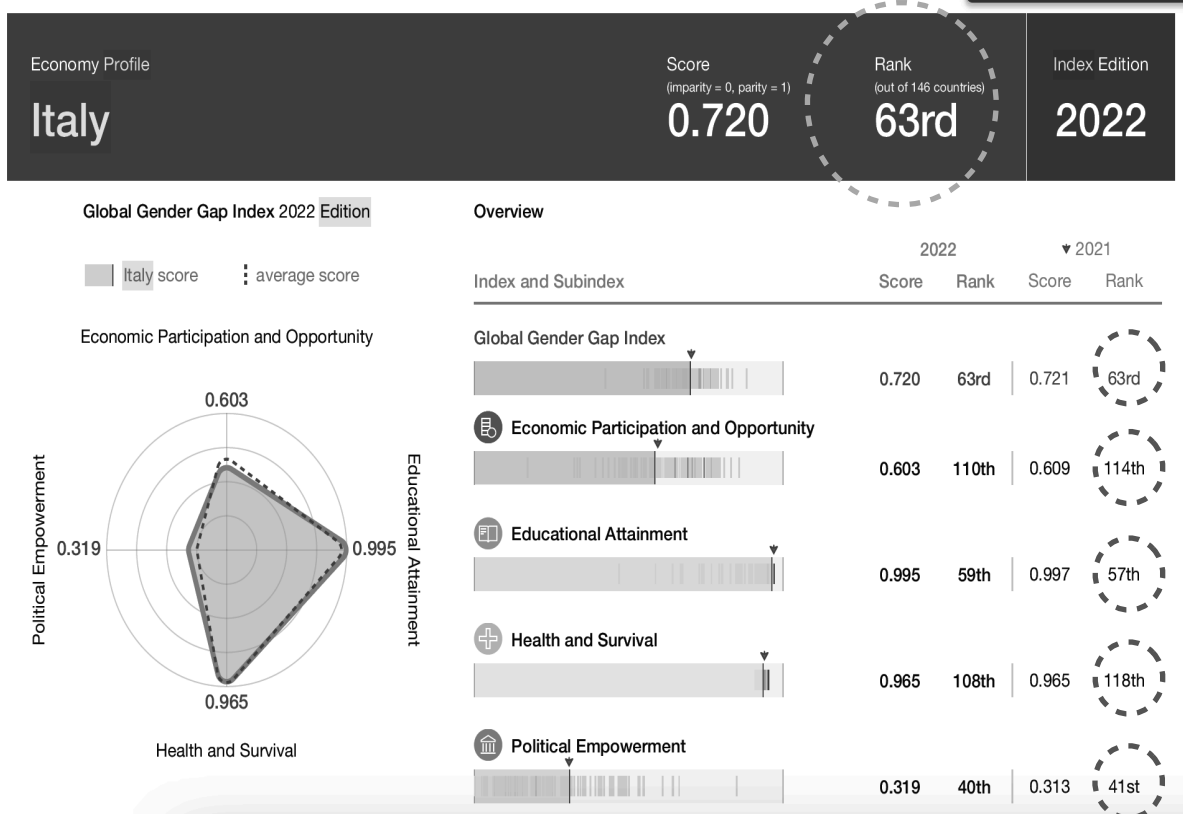 Economy Profile
Italy
Score
(imparity = 0, parity = 1)
0.720
Rank
(out of 146 countries)
63rd
Index Edition
2022
Global Gender Gap Index 2022 Edition
Italy score
average score
Economic Participation and Opportunity
0.603
Political Empowerment
0.319
0.995
Educational Attainment
0.965
Health and Survival
Overview
2022 2021
Index and Subindex Score Rank Score Rank
Global Gender Gap Index
0.720 63rd 0.721 63rd
Economic Participation and Opportunity
0.603 110th 0.609 114th
Educational Attainment
0.995 59th 0.997 57th
Health and Survival
0.965 108th 0.965 118th
Political Empowerment
0.319 40th 0.313 41st